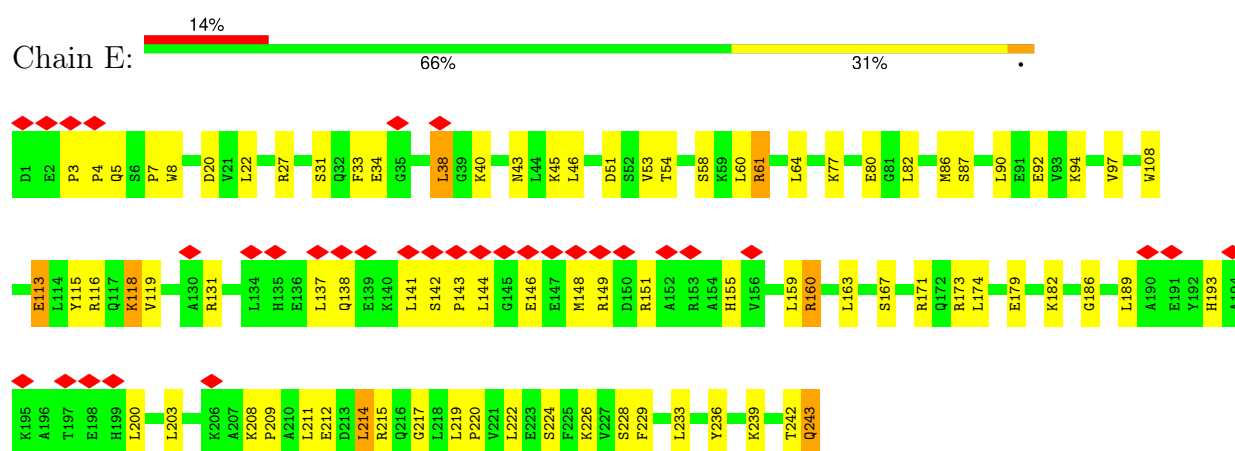 14%
Chain E:
66% 31% •
D1 E2 P3 P4 Q5 S6 P7 W8 D20 V21 L22 R27 S31 Q32 F33 E34 G35 L38 G39 K40 N43 L44 K45 L46 D51 S52 V53 T54 S58 K59 L60 R61 L64 K77 E80 G81 L82 M86 S87 L90 E91 E92 V93 K94 V97 W108
E113 L114 Y115 R116 Q117 K118 V119 A130 R131 L134 H135 E136 L137 Q138 E139 K140 L141 S142 P143 L144 G145 E146 E147 M148 R149 D150 R151 A152 R153 A154 H155 V156 L159 R160 L163 S167 R171 Q172 R173 L174 E179 K182 G186 L189 A190 E191 Y192 H193 A194
K195 A196 T197 E198 H199 L200 L203 K206 A207 K208 P209 A210 L211 E212 D213 L214 R215 Q216 G217 L218 L219 P220 V221 L222 E223 S224 F225 K226 V227 S228 F229 L233 Y236 K239 T242 Q243